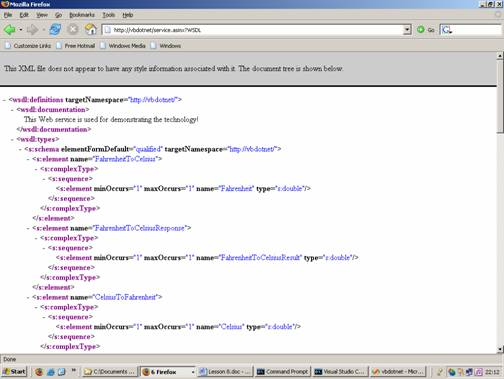 Mozilla Firefox
File Edit View Go Bookmarks Tools Help
http://vbdotnet/service.asmx?WSDL Go
Customize Links Free Hotmail Windows Media Windows
This XML file does not appear to have any style information associated with it. The document tree is shown below.
- <wsdl:definitions targetNamespace="http://vbdotnet/">
- <wsdl:documentation>
This Web service is used for demonstrating the technology!
</wsdl:documentation>
- <wsdl:types>
- <s:schema elementFormDefault="qualified" targetNamespace="http://vbdotnet/">
- <s:element name="FahrenheitToCelsius">
- <s:complexType>
- <s:sequence>
<s:element minOccurs="1" maxOccurs="1" name="Fahrenheit" type="s:double"/>
</s:sequence>
</s:complexType>
</s:element>
- <s:element name="FahrenheitToCelsiusResponse">
- <s:complexType>
- <s:sequence>
<s:element minOccurs="1" maxOccurs="1" name="FahrenheitToCelsiusResult" type="s:double"/>
</s:sequence>
</s:complexType>
</s:element>
- <s:element name="CelsiusToFahrenheit">
- <s:complexType>
- <s:sequence>
<s:element minOccurs="1" maxOccurs="1" name="Celsius" type="s:double"/>
</s:sequence>
</s:complexType>
Done
Start C:\Documents ... 6 Firefox Lesson 8.doc - ... Command Prompt Visual Studio C... vbdotnet - Micr... 22:12